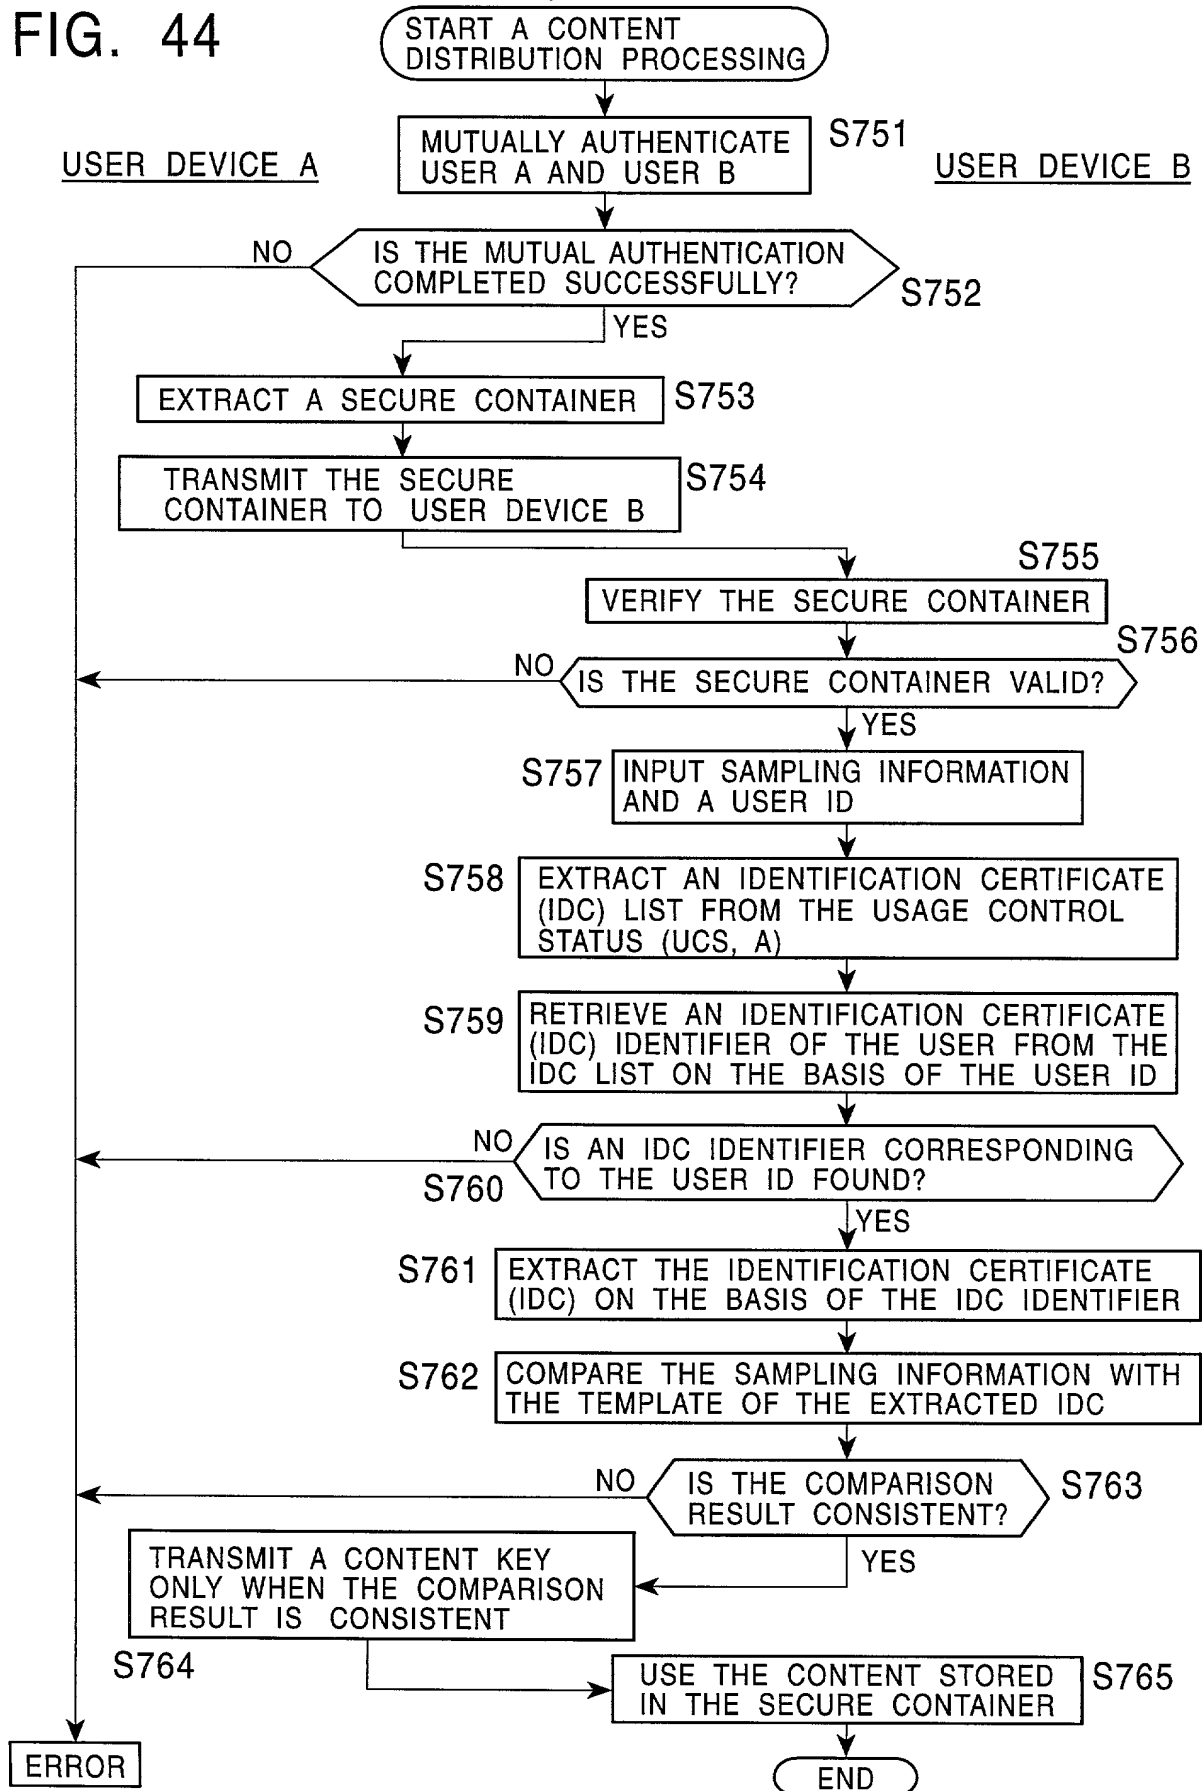 FIG. 44
START A CONTENT
DISTRIBUTION PROCESSING
S751
MUTUALLY AUTHENTICATE
USER A AND USER B
USER DEVICE A
USER DEVICE B
NO
IS THE MUTUAL AUTHENTICATION
COMPLETED SUCCESSFULLY?
S752
YES
EXTRACT A SECURE CONTAINER
S753
TRANSMIT THE SECURE
CONTAINER TO USER DEVICE B
S754
S755
VERIFY THE SECURE CONTAINER
S756
NO
IS THE SECURE CONTAINER VALID?
YES
S757
INPUT SAMPLING INFORMATION
AND A USER ID
S758
EXTRACT AN IDENTIFICATION CERTIFICATE
(IDC) LIST FROM THE USAGE CONTROL
STATUS (UCS, A)
S759
RETRIEVE AN IDENTIFICATION CERTIFICATE
(IDC) IDENTIFIER OF THE USER FROM THE
IDC LIST ON THE BASIS OF THE USER ID
NO
IS AN IDC IDENTIFIER CORRESPONDING
TO THE USER ID FOUND?
S760
YES
S761
EXTRACT THE IDENTIFICATION CERTIFICATE
(IDC) ON THE BASIS OF THE IDC IDENTIFIER
S762
COMPARE THE SAMPLING INFORMATION WITH
THE TEMPLATE OF THE EXTRACTED IDC
NO
IS THE COMPARISON
RESULT CONSISTENT?
S763
YES
TRANSMIT A CONTENT KEY
ONLY WHEN THE COMPARISON
RESULT IS CONSISTENT
S764
USE THE CONTENT STORED
IN THE SECURE CONTAINER
S765
ERROR
END